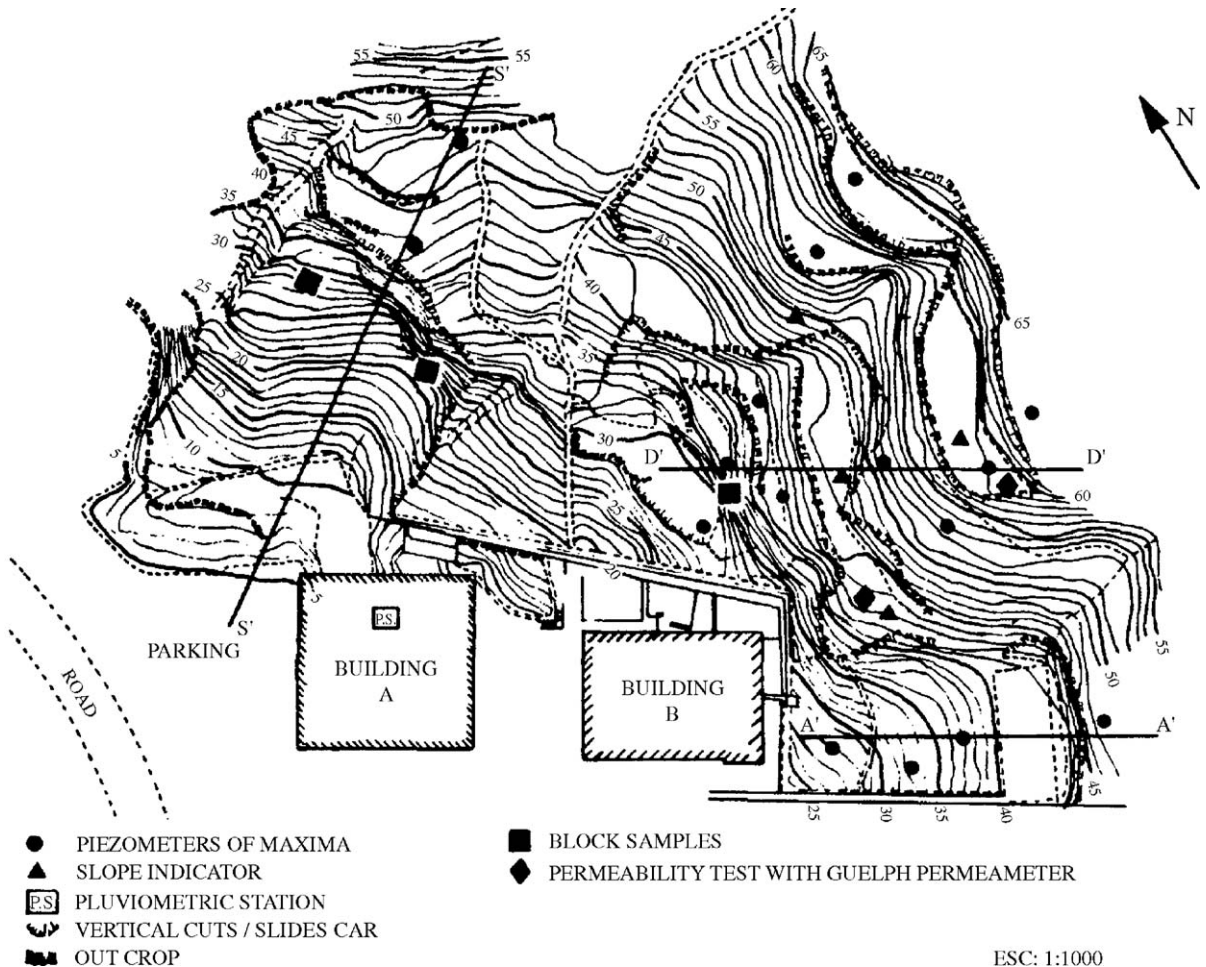 55
55
S'
65
60
50
45
55
N
40
35
50
30
45
65
25
40
35
20
15
30
D'
D'
10
60
5
25
20
5
P.S.
S'
PARKING
BUILDING
A
BUILDING
B
55
50
ROAD
A'
A'
45
25
30
35
40
PIEZOMETERS OF MAXIMA
SLOPE INDICATOR
P.S. PLUVIOMETRIC STATION
VERTICAL CUTS / SLIDES CAR
OUT CROP
BLOCK SAMPLES
PERMEABILITY TEST WITH GUELPH PERMEAMETER
ESC: 1:1000